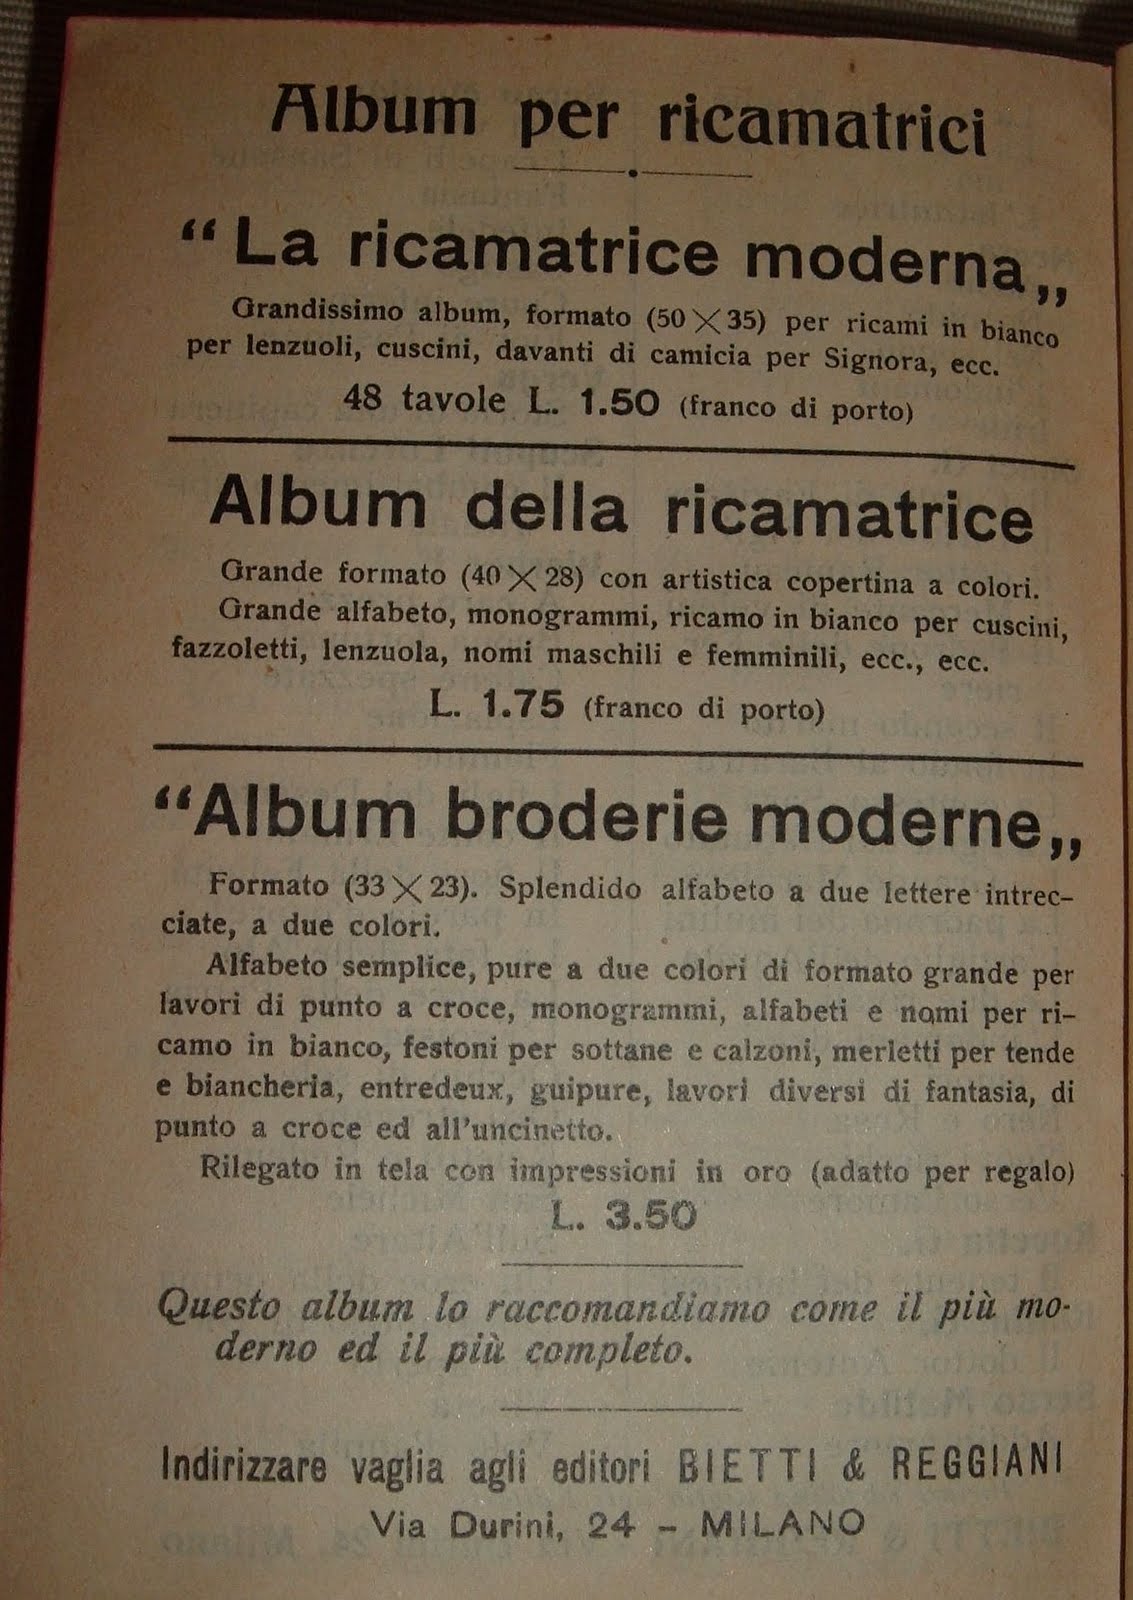 Album per ricamatrici
“ La ricamatrice moderna „
Grandissimo album, formato (50 ✕ 35) per ricami in bianco
per lenzuoli, cuscini, davanti di camicia per Signora, ecc.
48 tavole L. 1.50 (franco di porto)
Album della ricamatrice
Grande formato (40 ✕ 28) con artistica copertina a colori.
Grande alfabeto, monogrammi, ricamo in bianco per cuscini,
fazzoletti, lenzuola, nomi maschili e femminili, ecc., ecc.
L. 1.75 (franco di porto)
“Album broderie moderne„
Formato (33 ✕ 23). Splendido alfabeto a due lettere intrec-
ciate, a due colori.
Alfabeto semplice, pure a due colori di formato grande per
lavori di punto a croce, monogrammi, alfabeti e nomi per ri-
camo in bianco, festoni per sottane e calzoni, merletti per tende
e biancheria, entredeux, guipure, lavori diversi di fantasia, di
punto a croce ed all'uncinetto.
Rilegato in tela con impressioni in oro (adatto per regalo)
L. 3.50
Questo album lo raccomandiamo come il più mo-
derno ed il più completo.
Indirizzare vaglia agli editori BIETTI & REGGIANI
Via Durini, 24 - MILANO